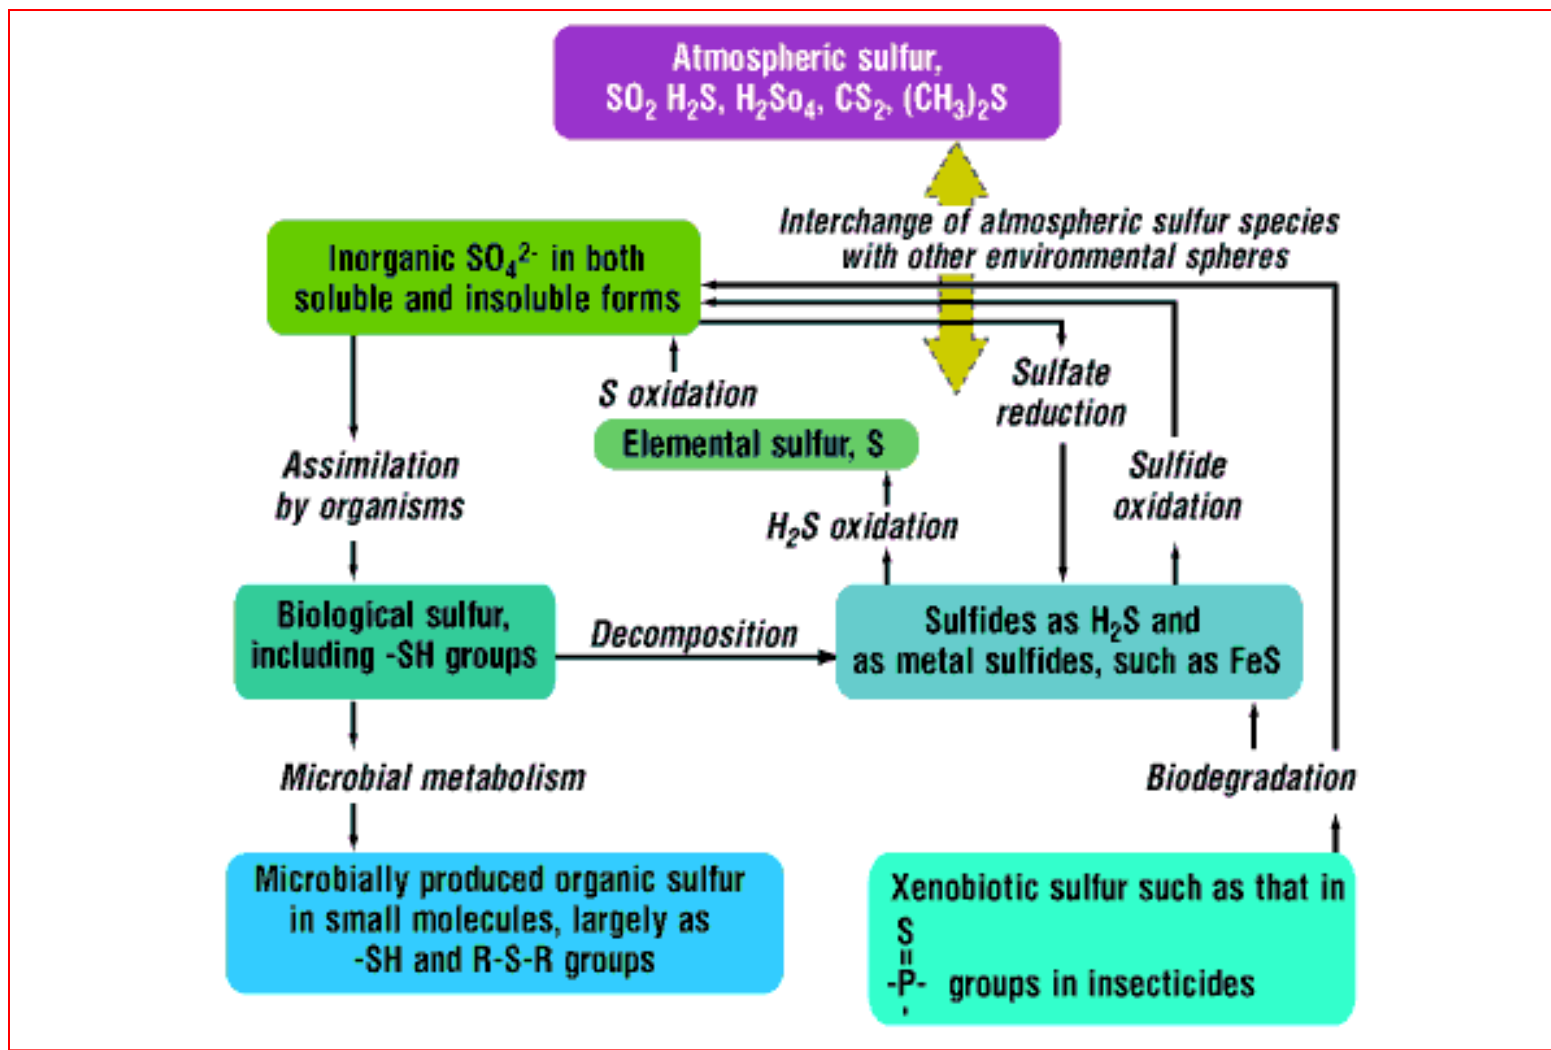 Atmospheric sulfur,
SO₂ H₂S, H₂So₄, CS₂, (CH₃)₂S
Interchange of atmospheric sulfur species
with other environmental spheres
Inorganic SO₄²⁻ in both
soluble and insoluble forms
S oxidation
Sulfate
reduction
Elemental sulfur, S
Assimilation
by organisms
Sulfide
oxidation
H₂S oxidation
Biological sulfur,
including -SH groups
Decomposition
Sulfides as H₂S and
as metal sulfides, such as FeS
Microbial metabolism
Biodegradation
Microbially produced organic sulfur
in small molecules, largely as
-SH and R-S-R groups
Xenobiotic sulfur such as that in
S
=
-P- groups in insecticides
'